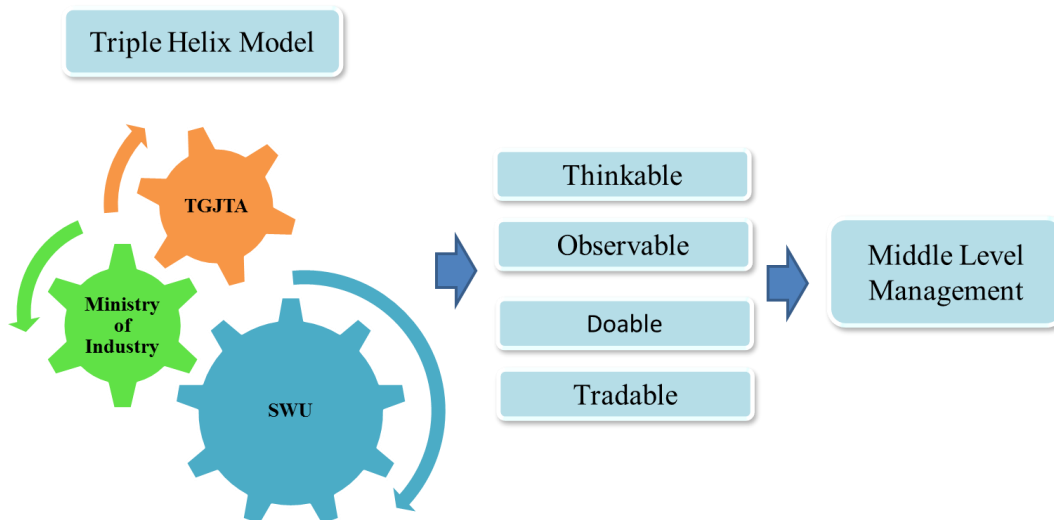 Triple Helix Model
TGJTA
Ministry
of
Industry
SWU
Thinkable
Observable
Doable
Tradable
Middle Level
Management